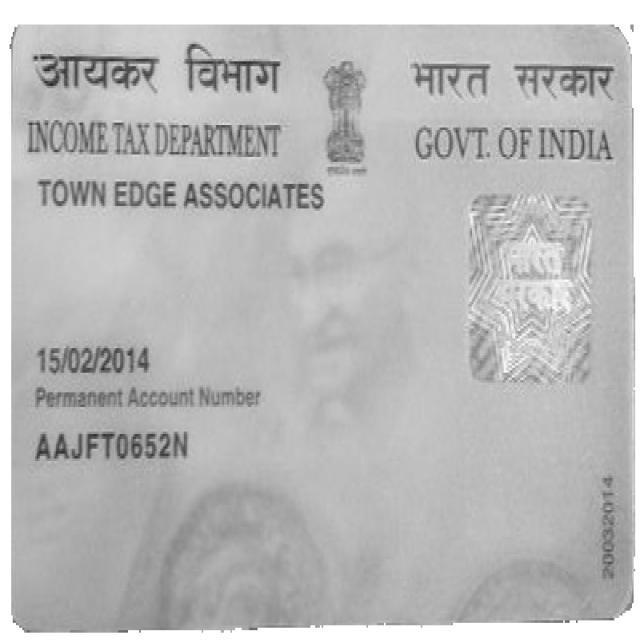 आयकर विभाग
भारत सरकार
INCOME TAX DEPARTMENT
GOVT. OF INDIA
TOWN EDGE ASSOCIATES
भारत
सरकार
15/02/2014
Permanent Account Number
AAJFT0652N
20032014